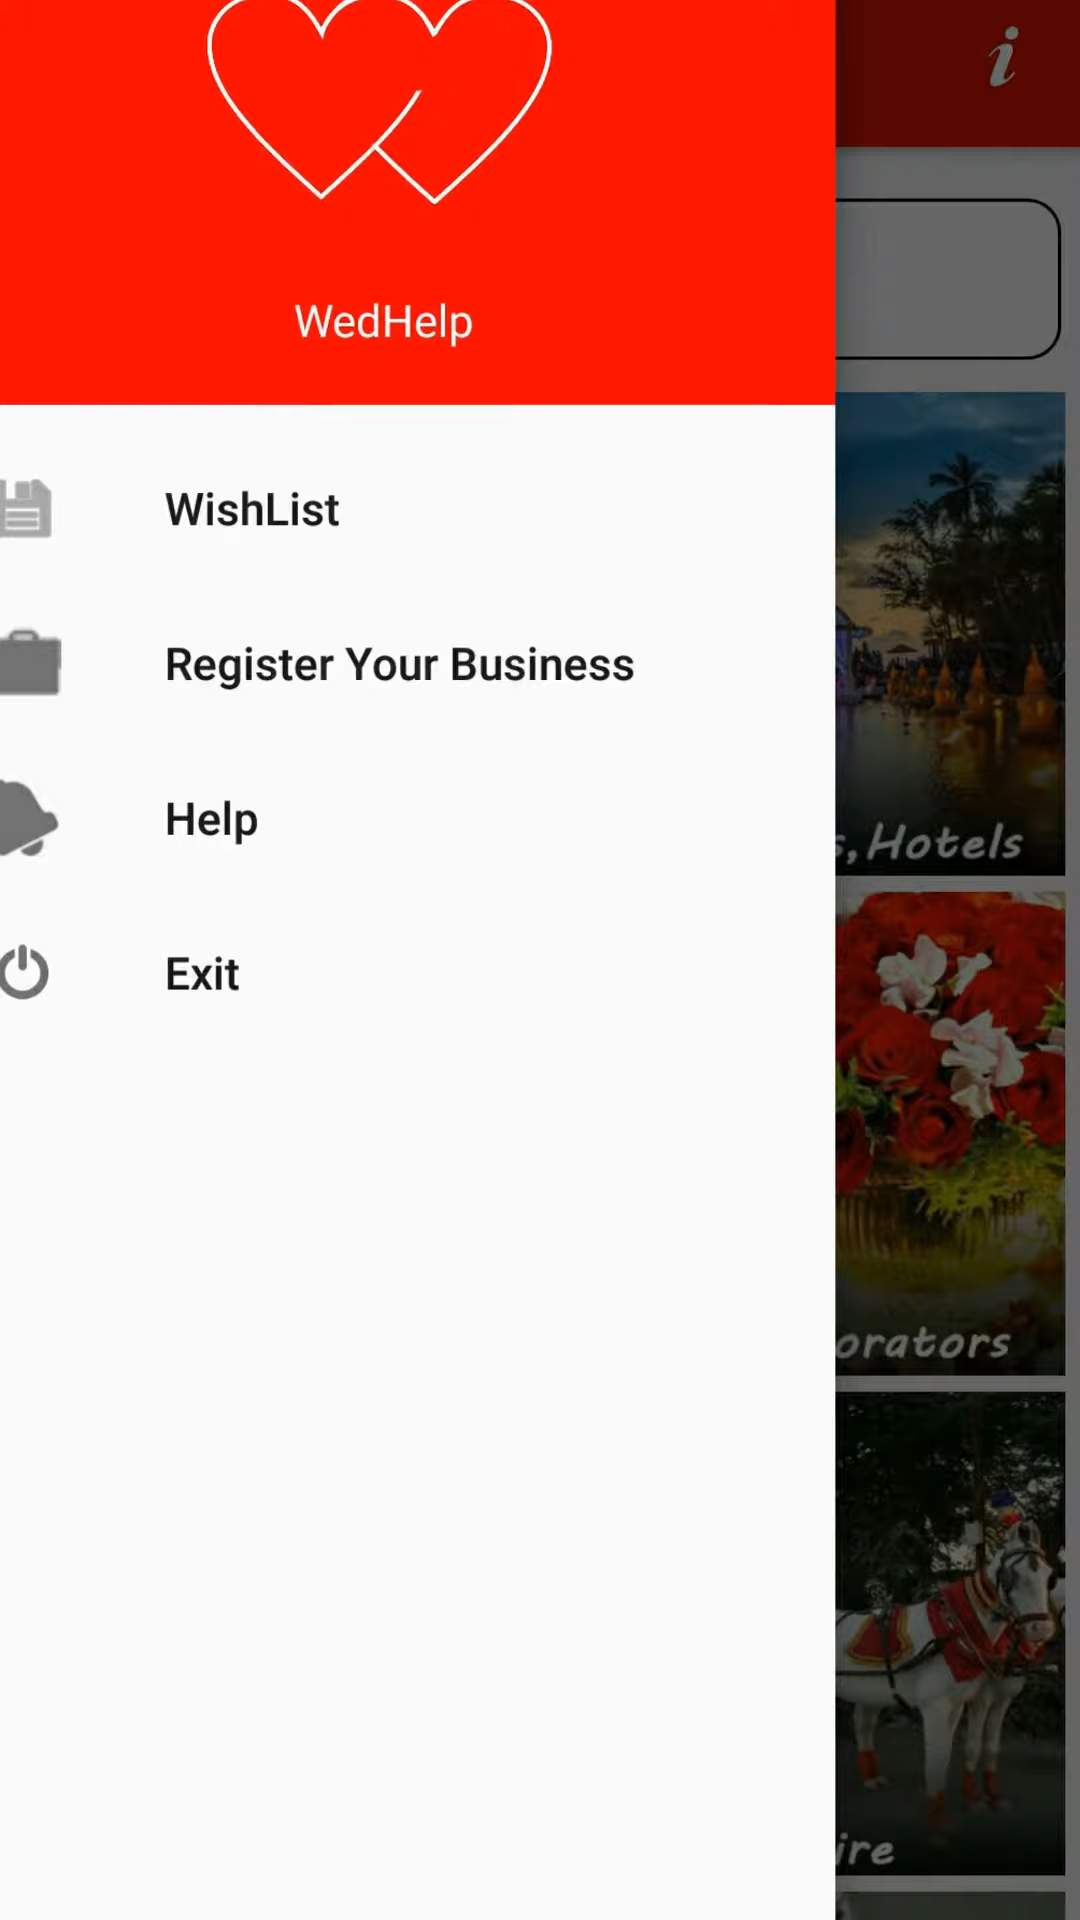 i
WedHelp
WishList
Register Your Business
Help
Exit
, Hotels
orators
ire